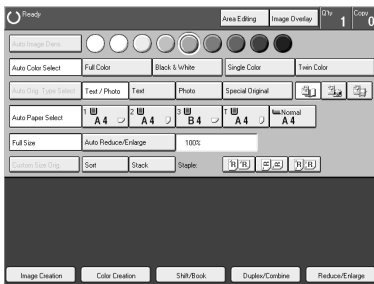 Ready Area Editing Image Overlay Q'ty 1 Copy 0
Auto Image Dens.
Auto Color Select Full Color Black & White Single Color Twin Color
Auto Orig. Type Select Text / Photo Text Photo Special Original
Auto Paper Select 1 A4 2 A4 3 B4 T A4 Normal A4
Full Size Auto Reduce/Enlarge 100%
Custom Size Orig. Sort Stack Staple: R R R R R R
Image Creation Color Creation Shift/Book Duplex/Combine Reduce/Enlarge